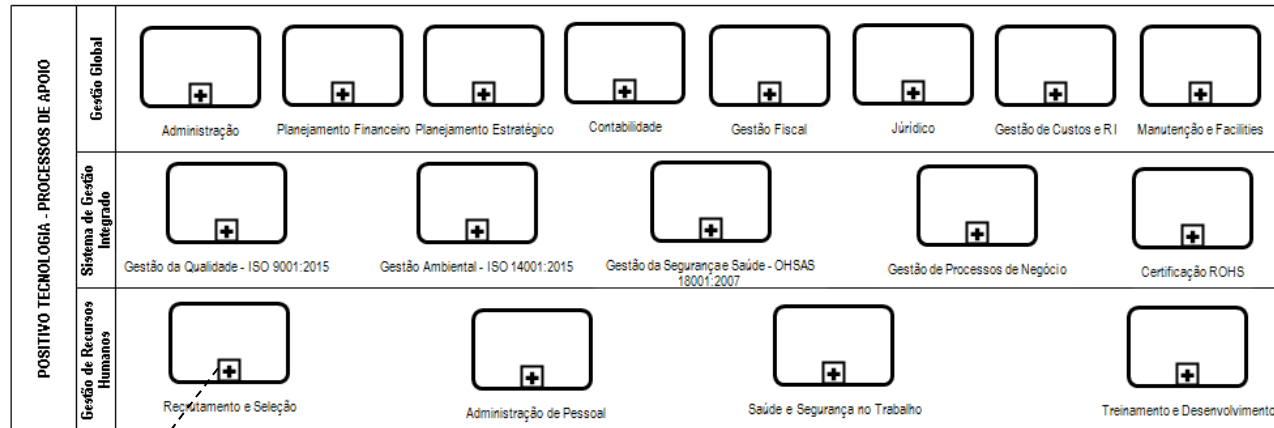 POSITIVO TECNOLOGIA - PROCESSOS DE APOIO
Gestão Global
Administração
Planejamento Financeiro
Planejamento Estratégico
Contabilidade
Gestão Fiscal
Júrídico
Gestão de Custos e RI
Manutenção e Facilities
Sistema de Gestão
Integrado
Gestão da Qualidade - ISO 9001:2015
Gestão Ambiental - ISO 14001:2015
Gestão da Segurança e Saúde - OHSAS
18001:2007
Gestão de Processos de Negócio
Certificação ROHS
Gestão de Recursos
Humanos
Recrutamento e Seleção
Administração de Pessoal
Saúde e Segurança no Trabalho
Treinamento e Desenvolvimento